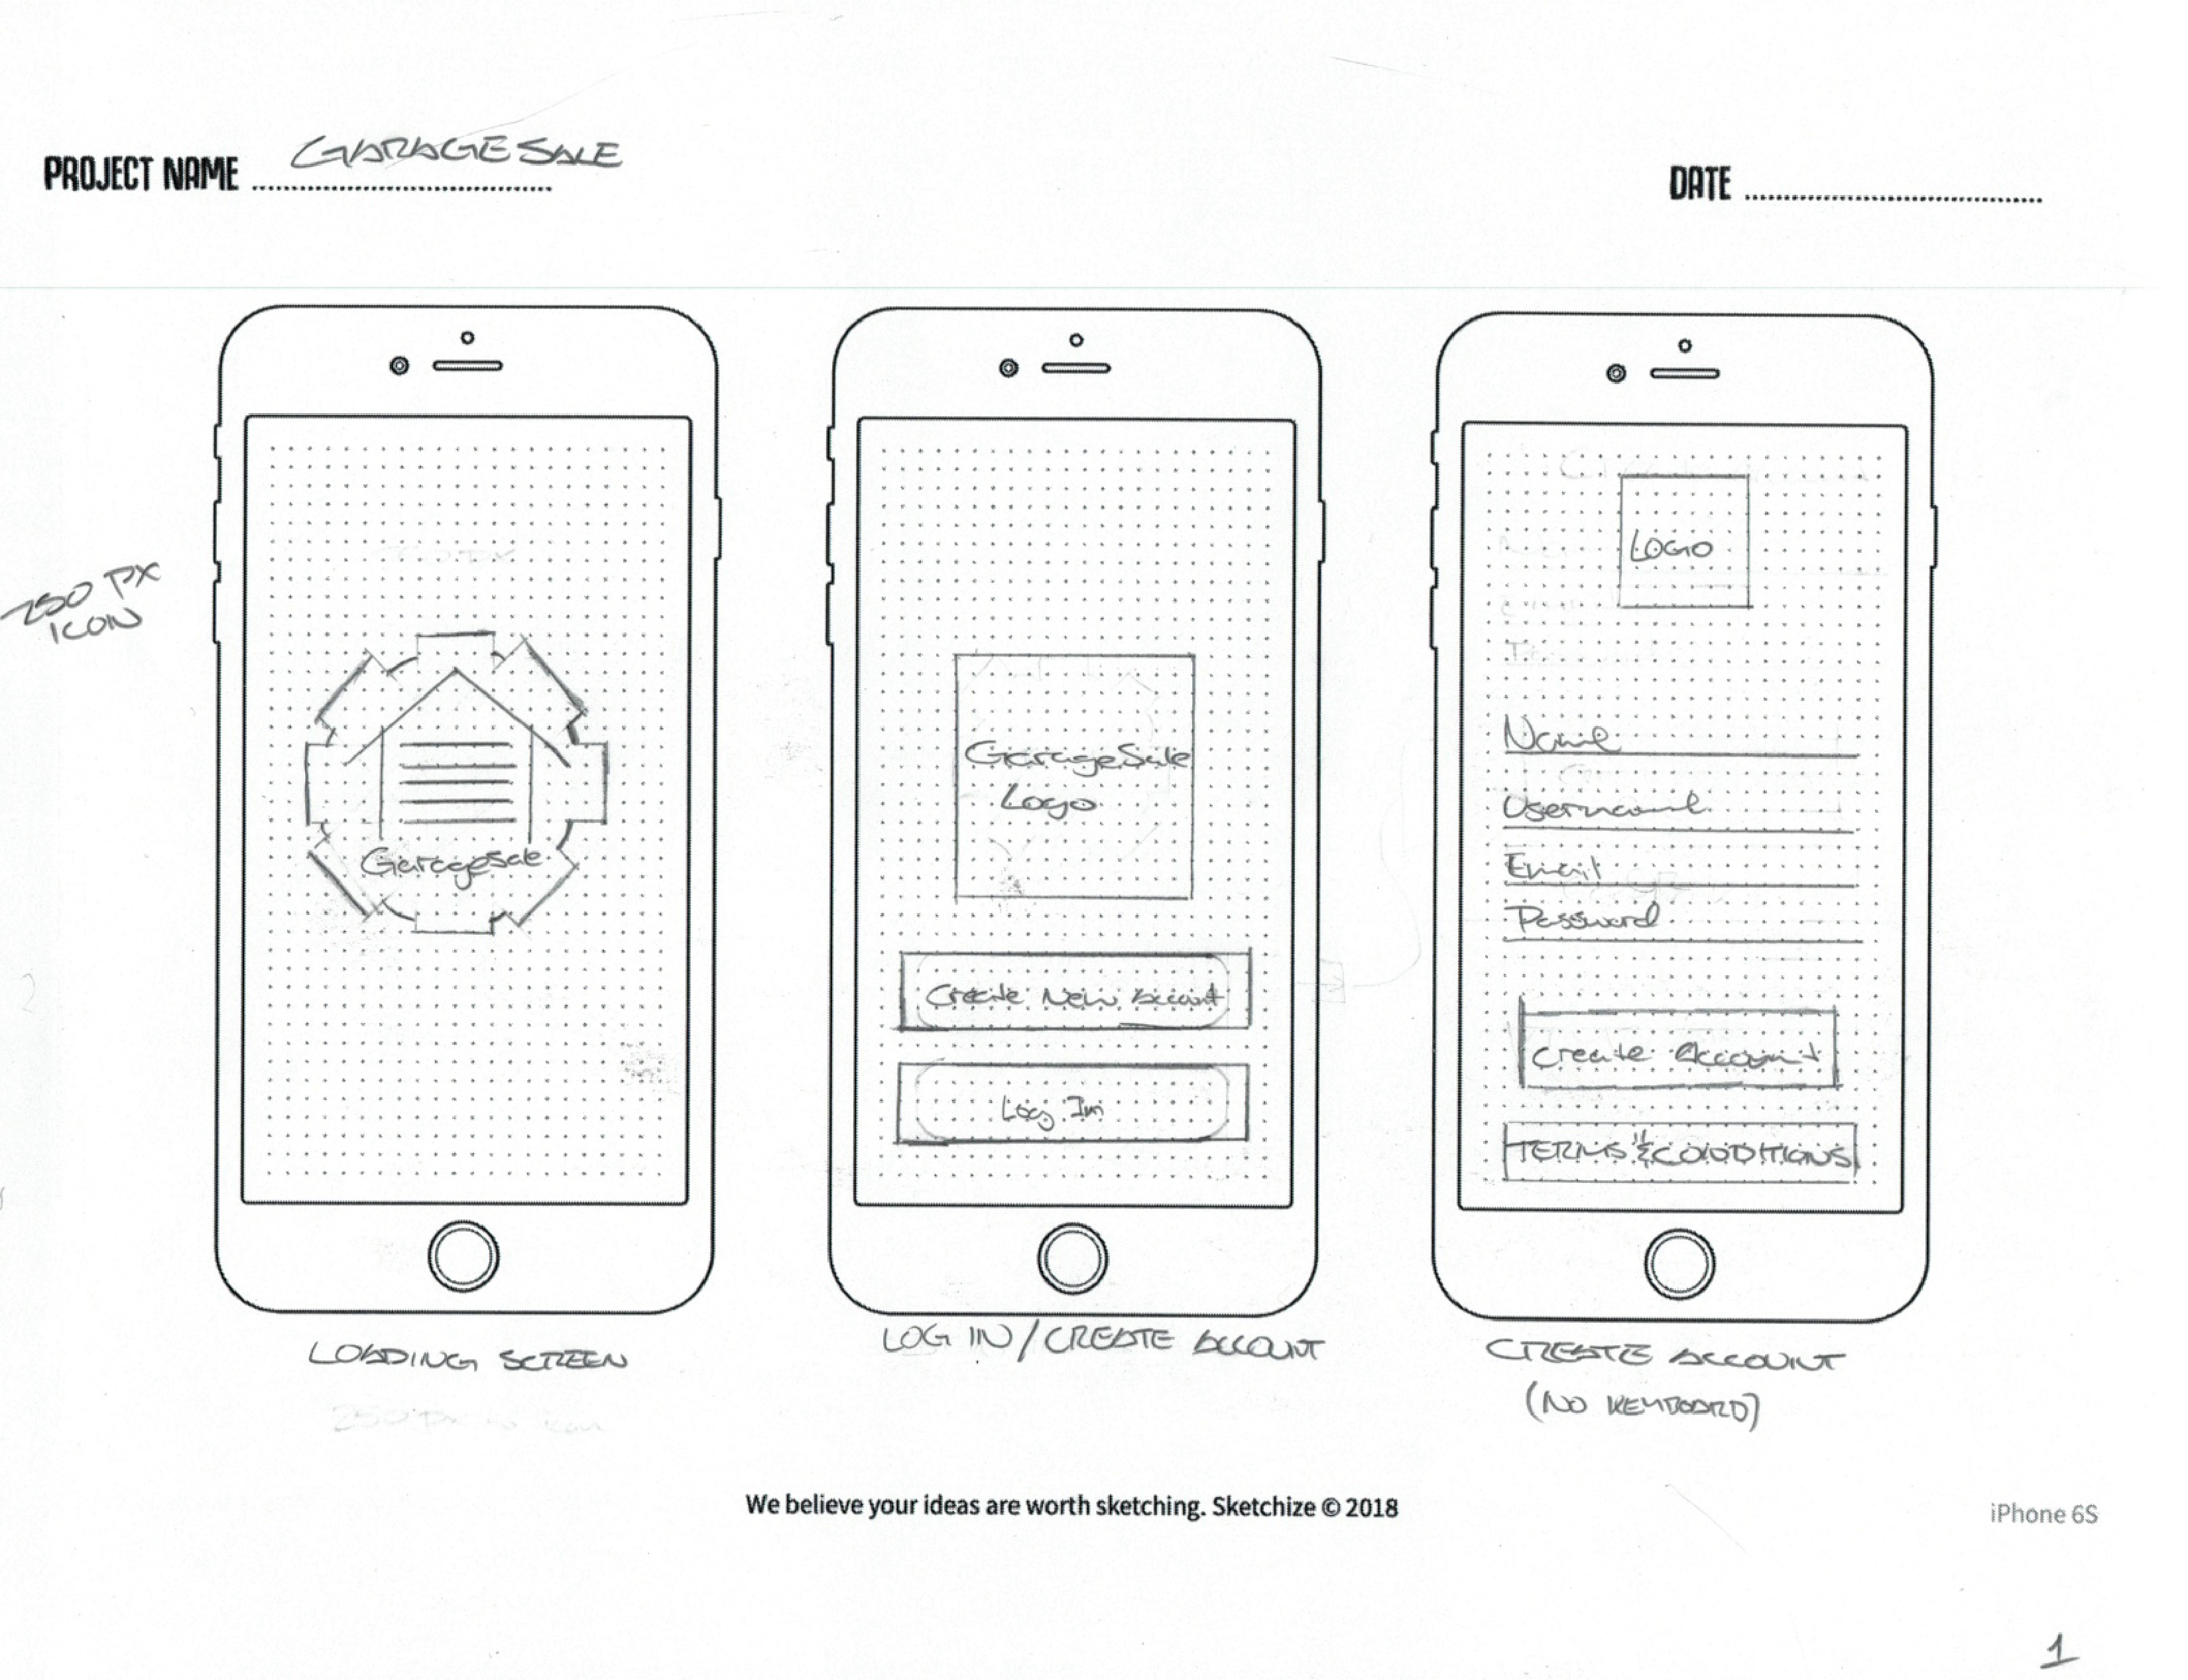 PROJECT NAME GARAGESALE
DATE
250 PX
ICON
GarageSale
GarageSale
Logo
Create New Account
Log In
LOGO
Name
Username
Email
Password
Create Account
TERMS & CONDITIONS
LOADING SCREEN
LOG IN / CREATE ACCOUNT
CREATE ACCOUNT
(NO KEYBOARD)
We believe your ideas are worth sketching. Sketchize © 2018
iPhone 6S
1